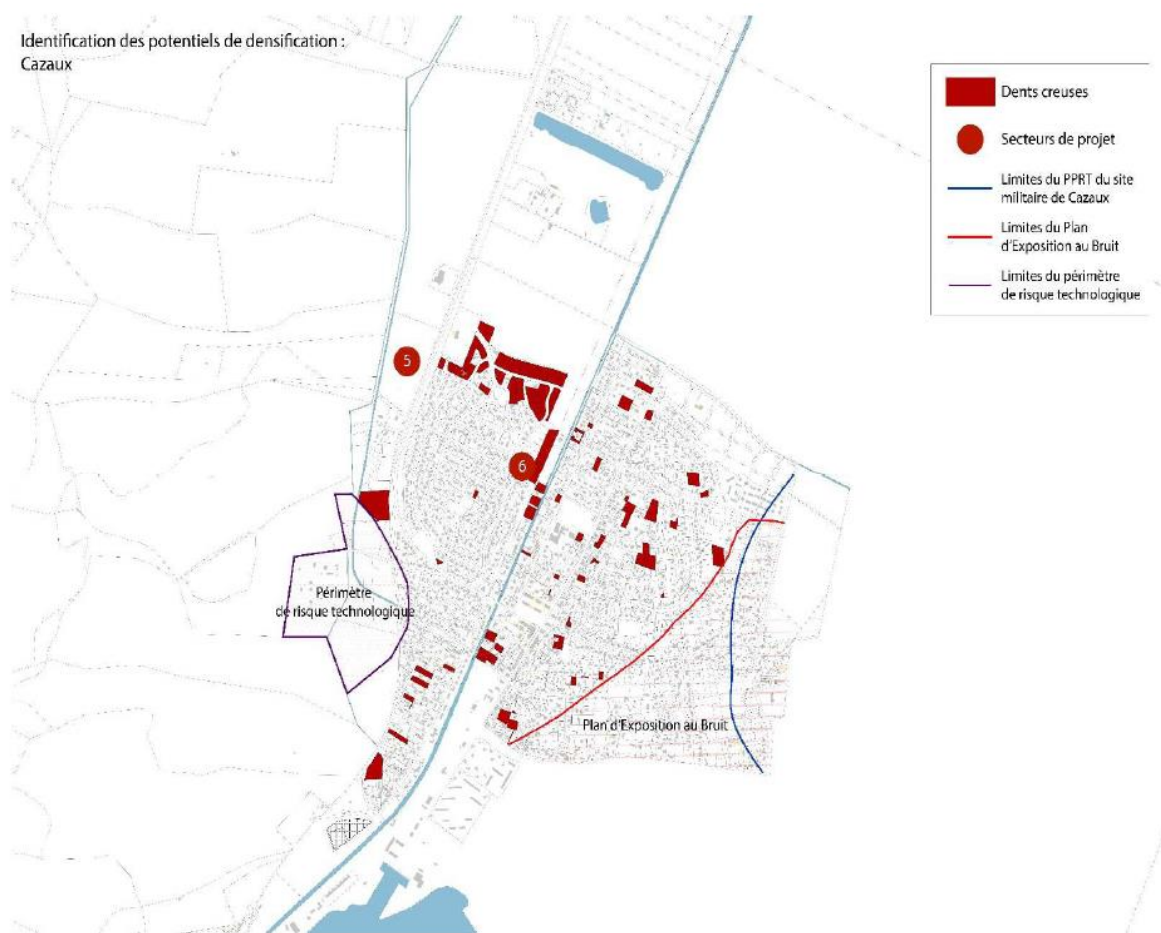 Identification des potentiels de densification :
Cazaux
Dents creuses
Secteurs de projet
Limites du PPRT du site
militaire de Cazaux
Limites du Plan
d'Exposition au Bruit
Limites du périmètre
de risque technologique
5
6
Périmètre
de risque technologique
Plan d'Exposition au Bruit